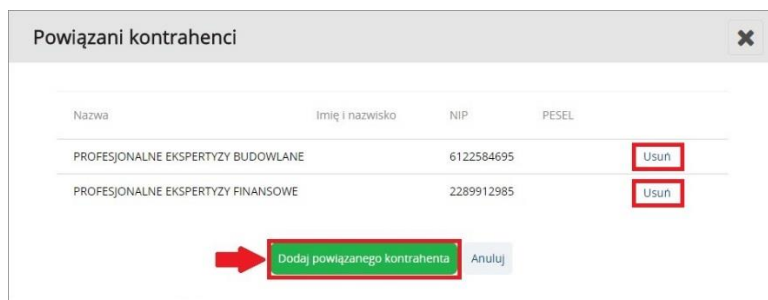 Powiązani kontrahenci
Nazwa Imię i nazwisko NIP PESEL
PROFESJONALNE EKSPERTYZY BUDOWLANE 6122584695 Usuń
PROFESJONALNE EKSPERTYZY FINANSOWE 2289912985 Usuń
Dodaj powiązanego kontrahenta Anuluj